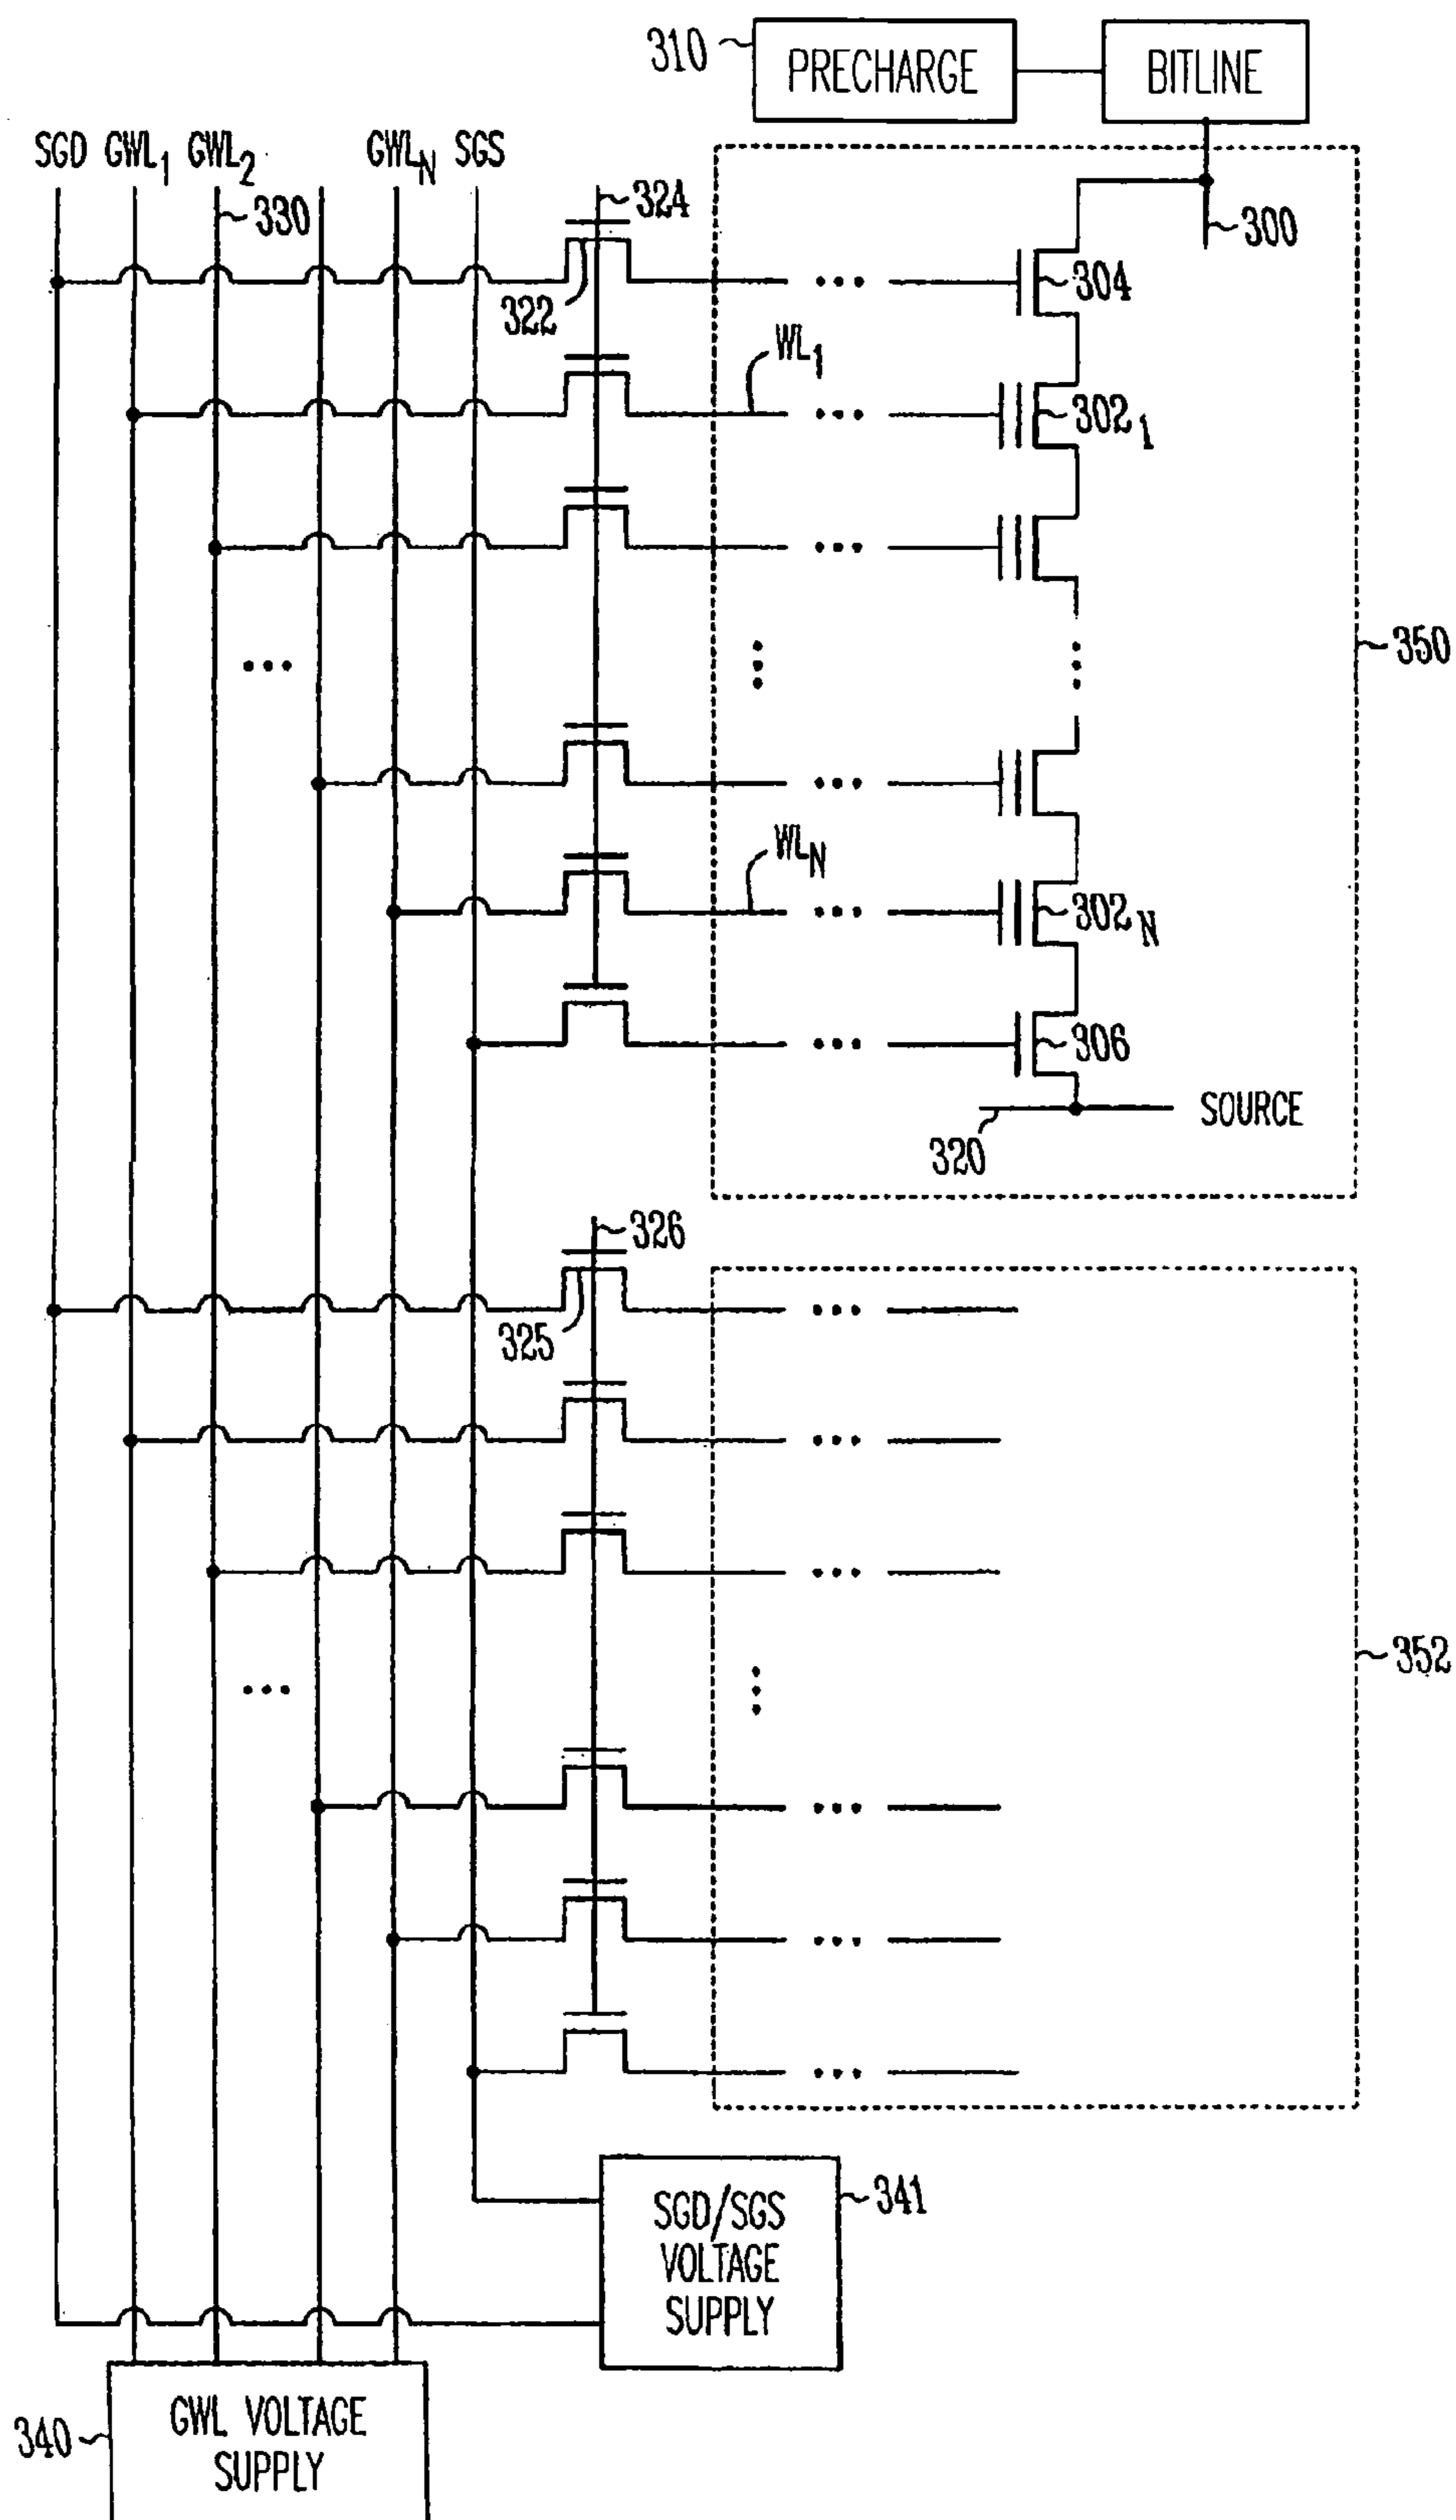 310
PRECHARGE
BITLINE
SGD GWL1 GWL2 GWLN SGS
324
330
300
304
322
WL1
3021
350
WLN
302N
306
SOURCE
320
326
325
352
SGD/SGS
VOLTAGE
SUPPLY
341
340
GWL VOLTAGE
SUPPLY